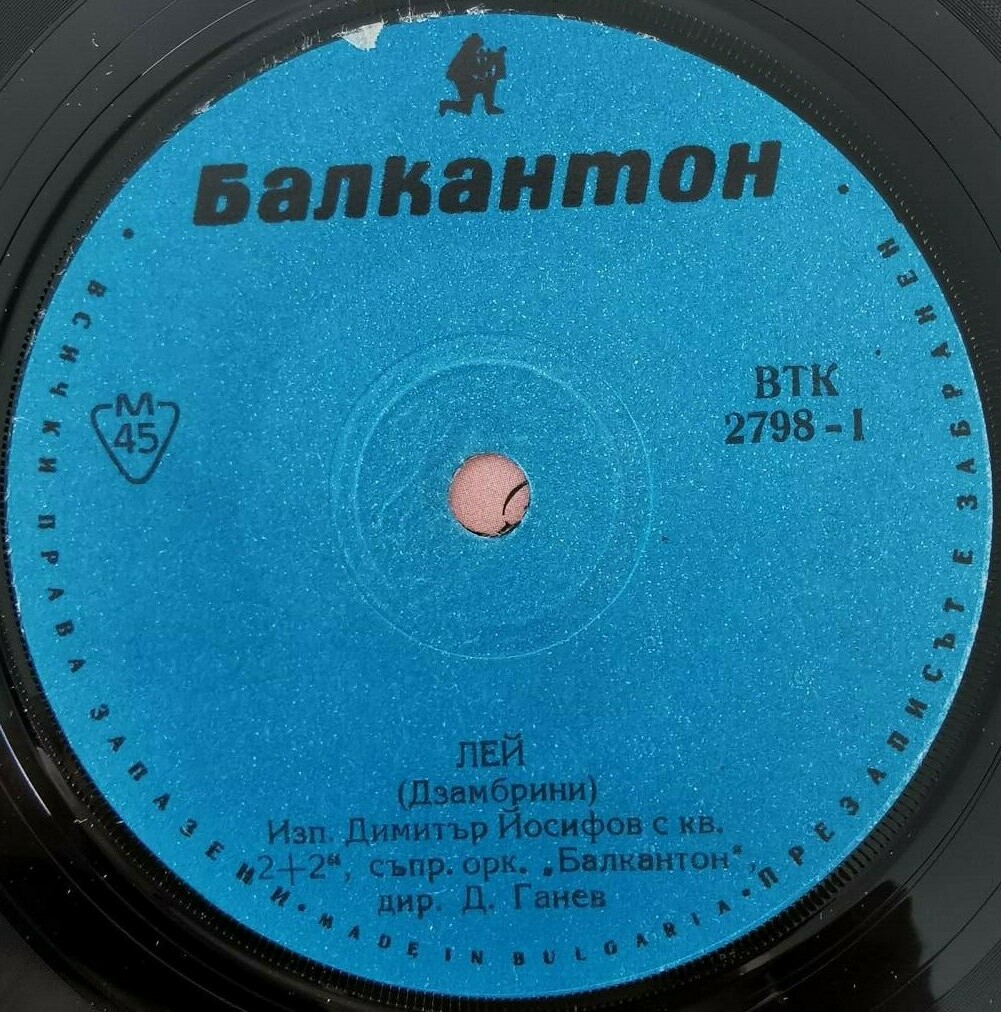 Балкантон
ВСИЧКИ ПРАВА ЗАПАЗЕНИ • MADE IN BULGARIA • ПРЕЗАПИСЪТ Е ЗАБРАНЕН
М
45
ВТК
2798-I
ЛЕЙ
(Дзамбрини)
Изп. Димитър Йосифов с кв.
„2+2“, съпр. орк. „Балкантон“,
дир. Д. Ганев